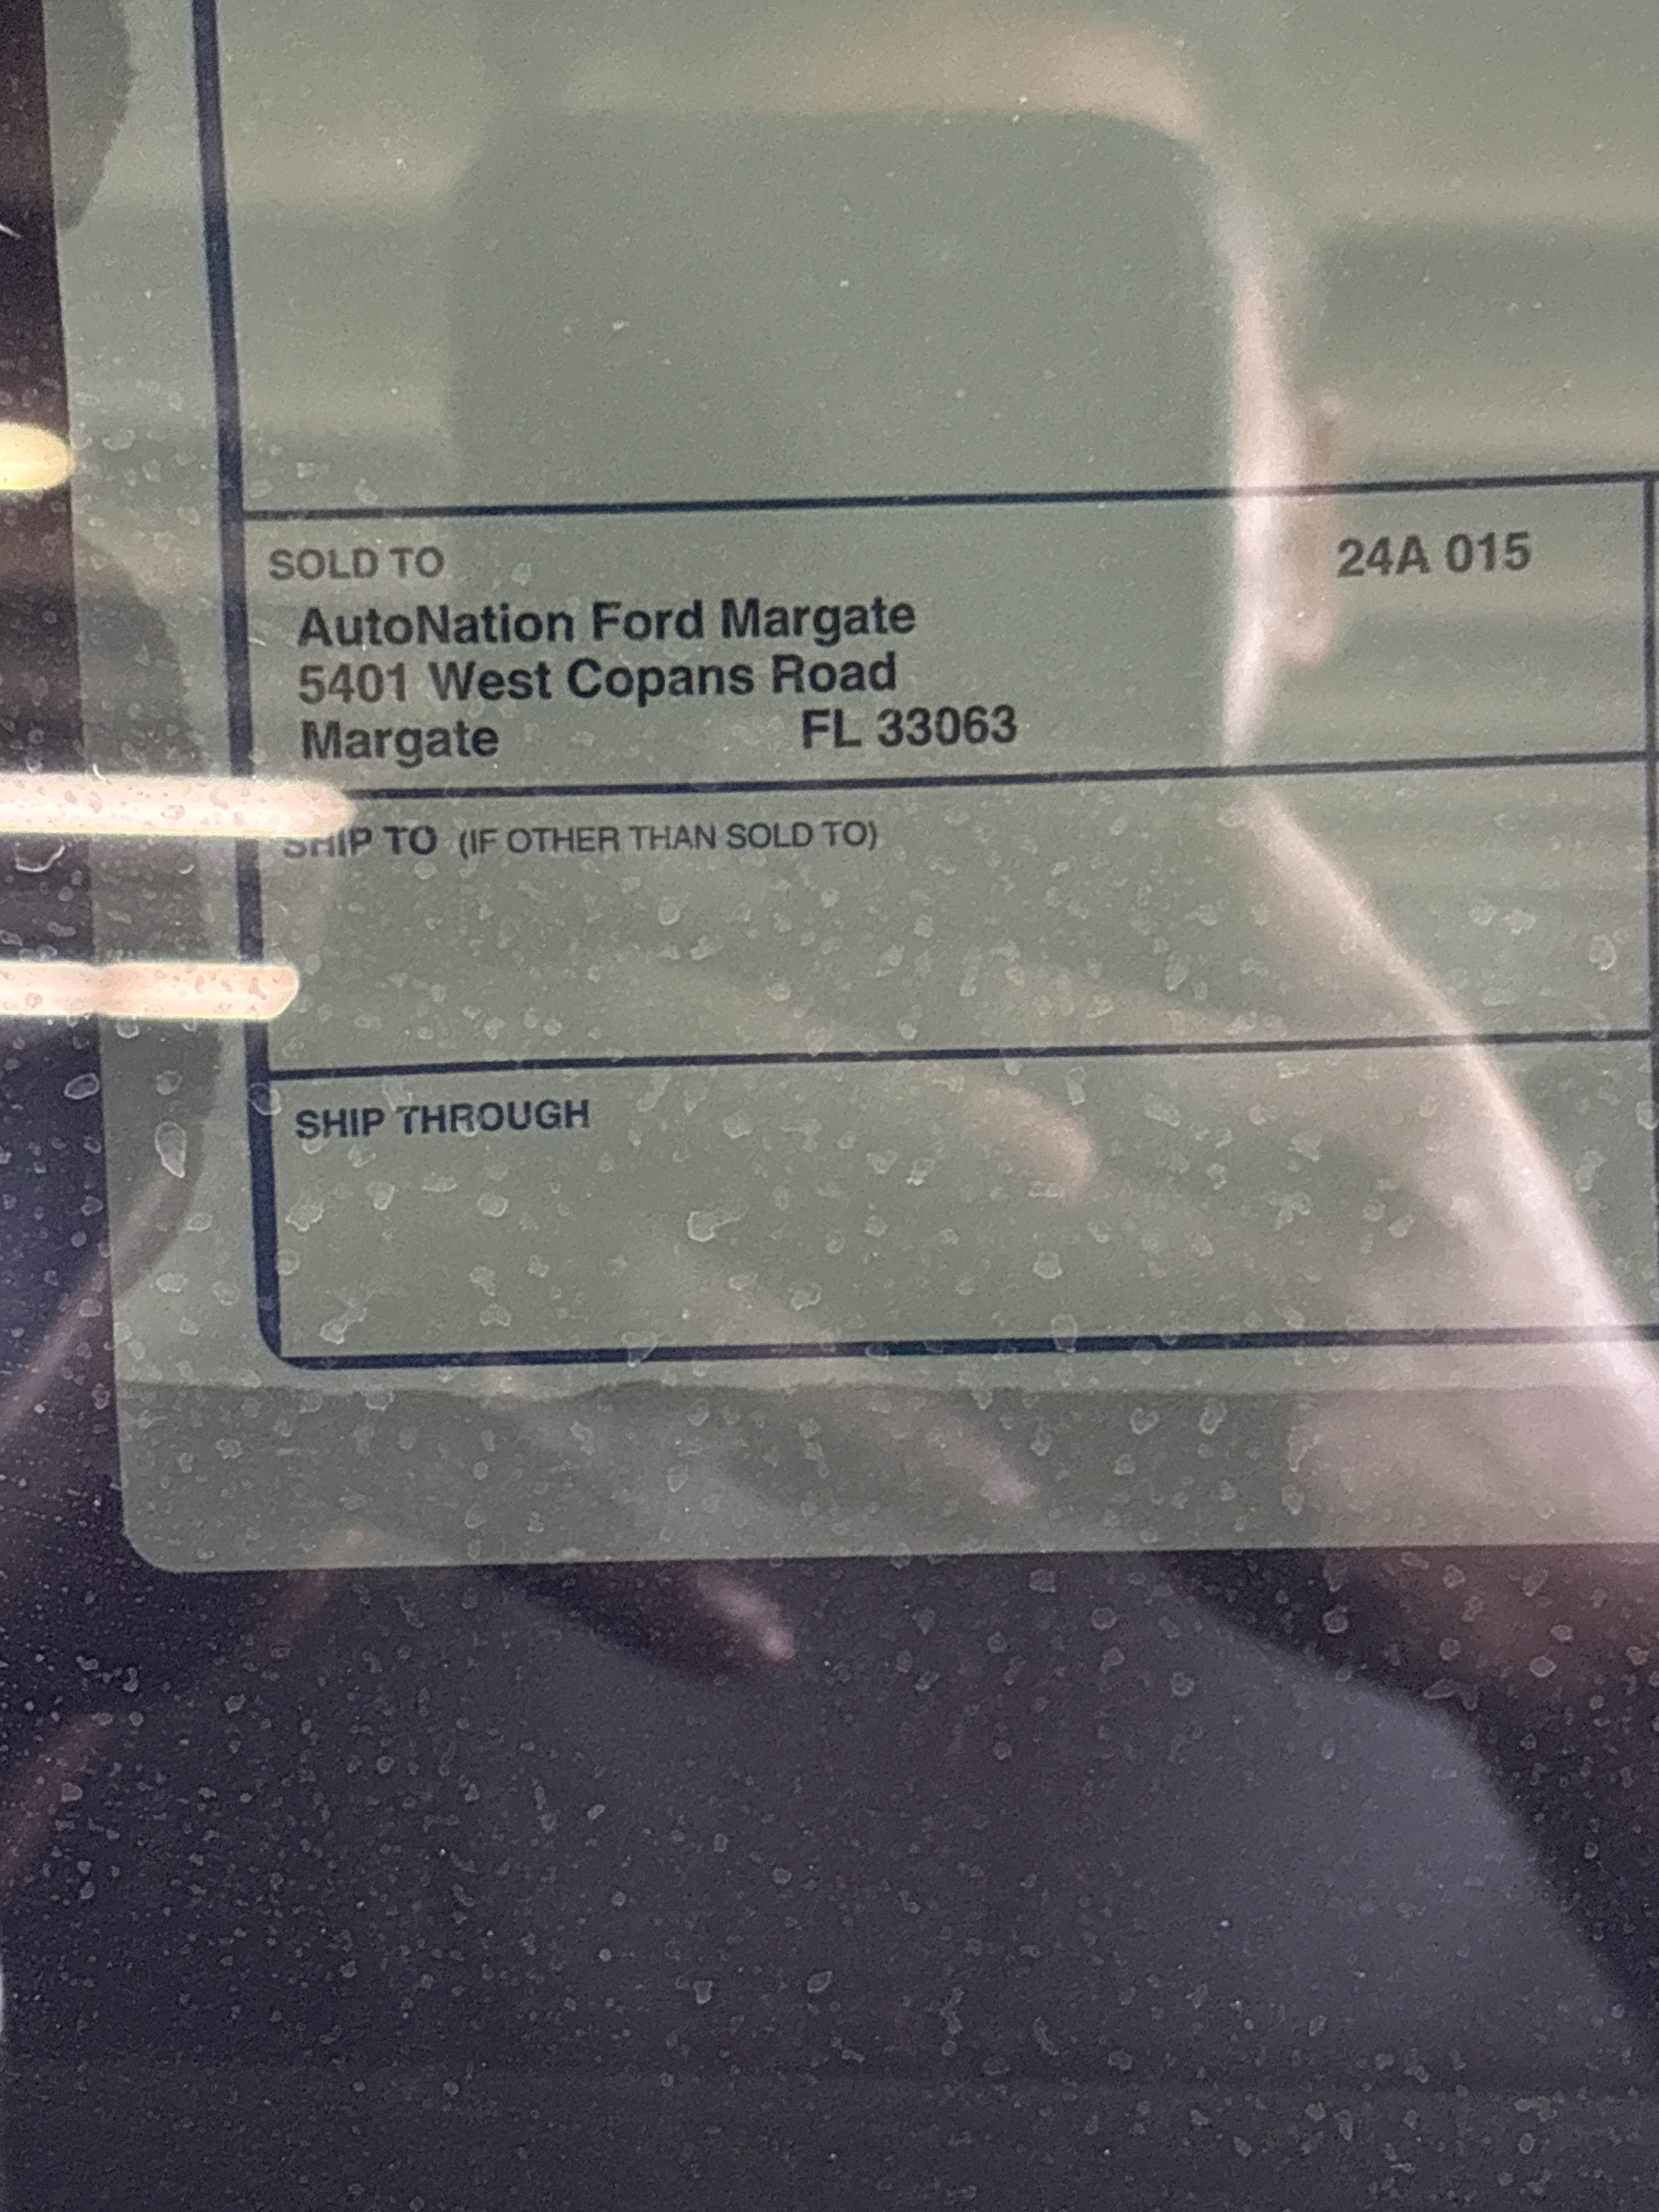 SOLD TO 24A 015
AutoNation Ford Margate
5401 West Copans Road
Margate FL 33063
SHIP TO (IF OTHER THAN SOLD TO)
SHIP THROUGH